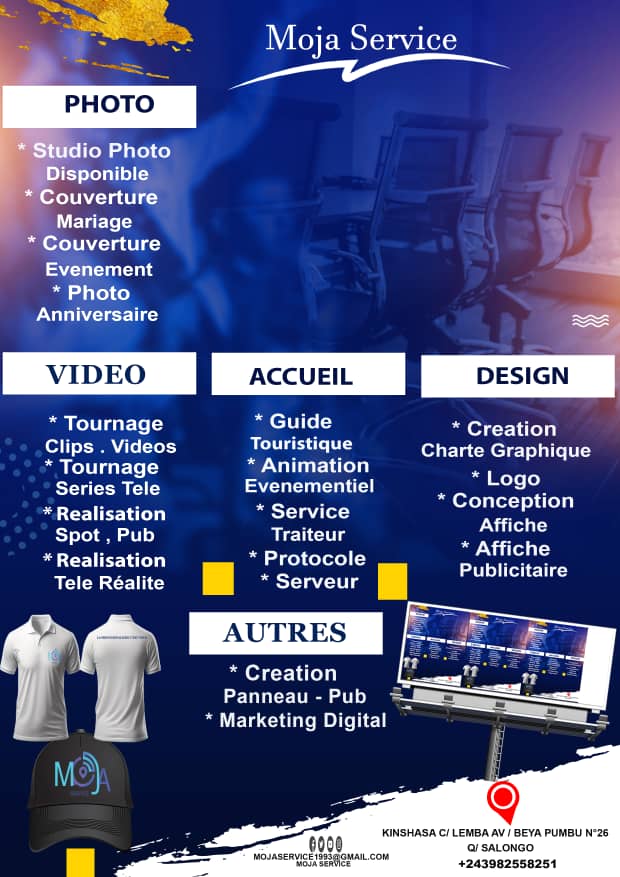 Moja Service
PHOTO
* Studio Photo
Disponible
* Couverture
Mariage
* Couverture
Evenement
* Photo
Anniversaire
VIDEO
* Tournage
Clips . Videos
* Tournage
Series Tele
* Realisation
Spot , Pub
* Realisation
Tele Réalite
ACCUEIL
* Guide
Touristique
* Animation
Evenementiel
* Service
Traiteur
* Protocole
* Serveur
DESIGN
* Creation
Charte Graphique
* Logo
* Conception
Affiche
* Affiche
Publicitaire
AUTRES
* Creation
Panneau - Pub
* Marketing Digital
MOJA
MOJASERVICE1993@GMAIL.COM
MOJA SERVICE
KINSHASA C/ LEMBA AV / BEYA PUMBU N°26
Q/ SALONGO
+243982558251